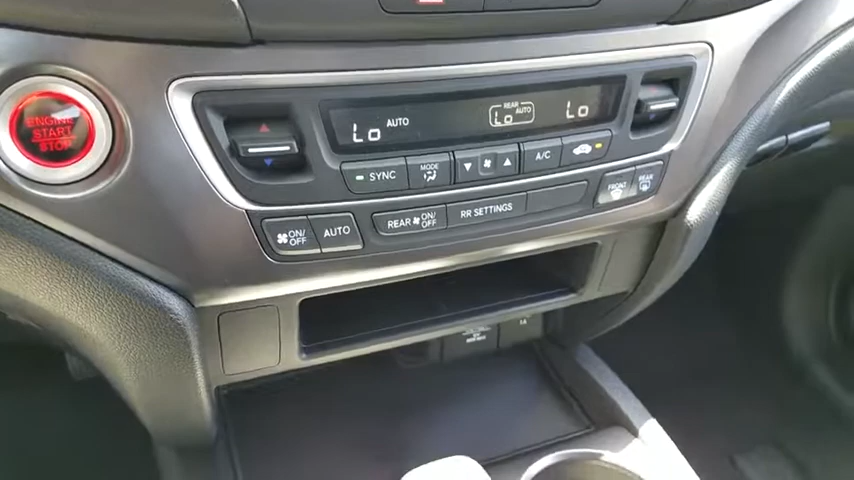 ENGINE
START
STOP
Lo AUTO
REAR
Lo AUTO
Lo
SYNC
MODE
A/C
ON/
OFF
AUTO
REAR ON/
OFF
RR SETTINGS
FRONT
REAR
1A